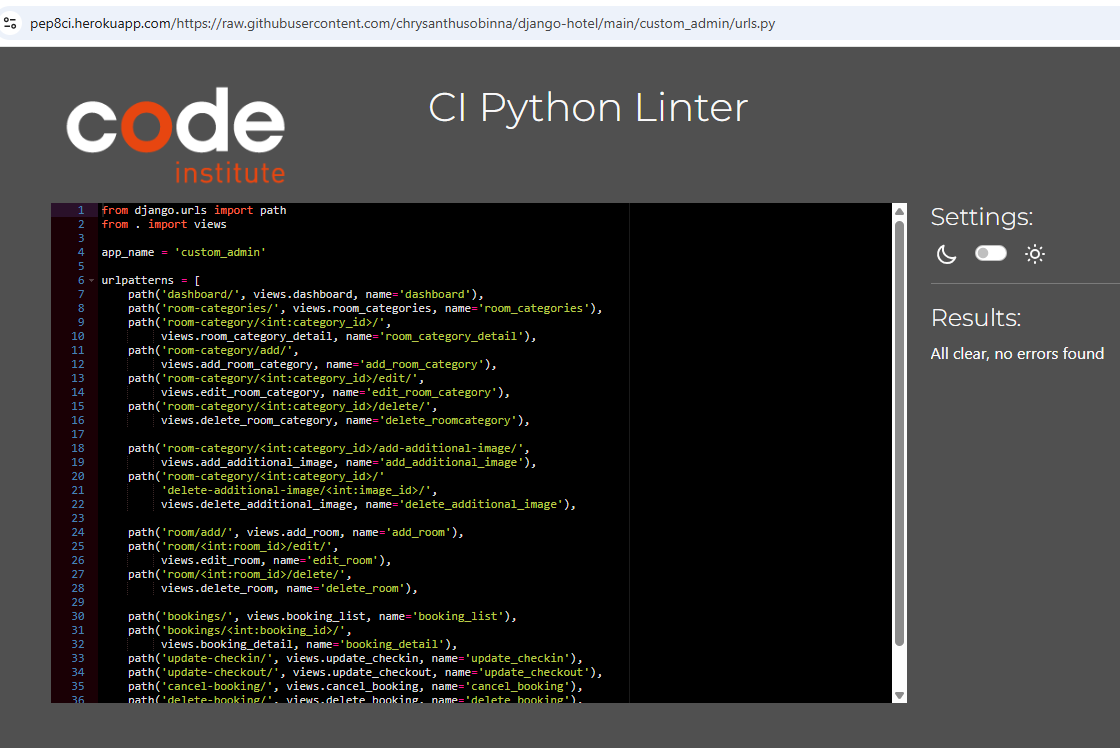 pep8ci.herokuapp.com/https://raw.githubusercontent.com/chrysanthusobinna/django-hotel/main/custom_admin/urls.py
code
institute
CI Python Linter
1 from django.urls import path
2 from . import views
3
4 app_name = 'custom_admin'
5
6 urlpatterns = [
7 path('dashboard/', views.dashboard, name='dashboard'),
8 path('room-categories/', views.room_categories, name='room_categories'),
9 path('room-category/<int:category_id>/',
10 views.room_category_detail, name='room_category_detail'),
11 path('room-category/add/',
12 views.add_room_category, name='add_room_category'),
13 path('room-category/<int:category_id>/edit/',
14 views.edit_room_category, name='edit_room_category'),
15 path('room-category/<int:category_id>/delete/',
16 views.delete_room_category, name='delete_roomcategory'),
17
18 path('room-category/<int:category_id>/add-additional-image/',
19 views.add_additional_image, name='add_additional_image'),
20 path('room-category/<int:category_id>/'
21 'delete-additional-image/<int:image_id>/',
22 views.delete_additional_image, name='delete_additional_image'),
23
24 path('room/add/', views.add_room, name='add_room'),
25 path('room/<int:room_id>/edit/',
26 views.edit_room, name='edit_room'),
27 path('room/<int:room_id>/delete/',
28 views.delete_room, name='delete_room'),
29
30 path('bookings/', views.booking_list, name='booking_list'),
31 path('bookings/<int:booking_id>/',
32 views.booking_detail, name='booking_detail'),
33 path('update-checkin/', views.update_checkin, name='update_checkin'),
34 path('update-checkout/', views.update_checkout, name='update_checkout'),
35 path('cancel-booking/', views.cancel_booking, name='cancel_booking'),
36 path('delete-booking/', views.delete_booking, name='delete_booking'),
Settings:
Results:
All clear, no errors found